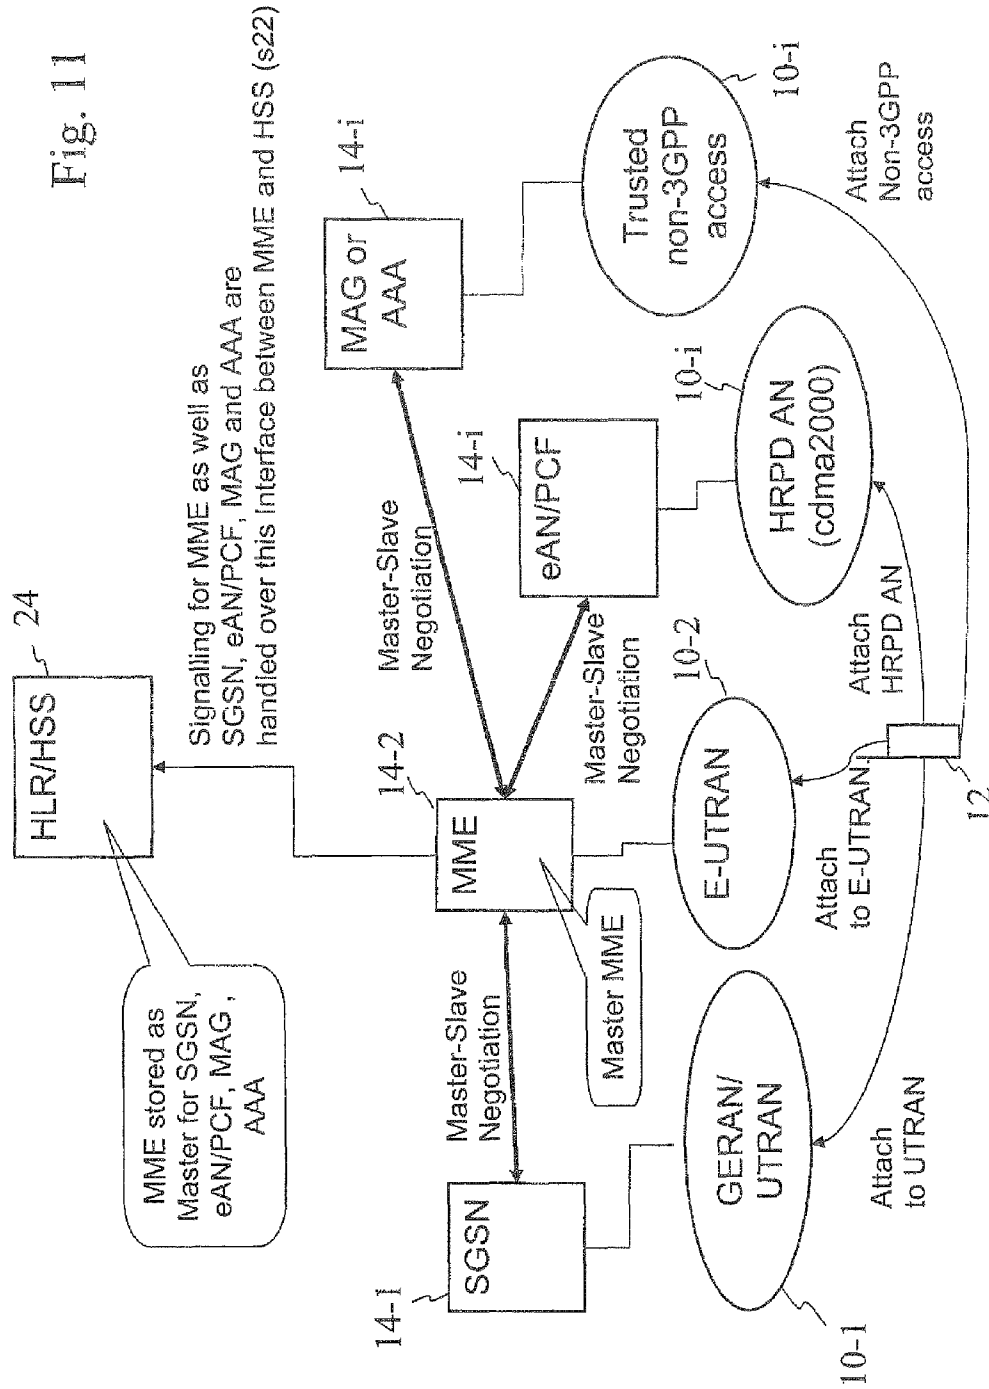 Fig. 11
HLR/HSS
24
MME stored as
Master for SGSN,
eAN/PCF, MAG ,
AAA
Signalling for MME as well as
SGSN, eAN/PCF, MAG and AAA are
handled over this Interface between MME and HSS (s22)
14-1
SGSN
Master-Slave
Negotiation
14-2
MME
Master MME
Master-Slave
Negotiation
Master-Slave
Negotiation
14-i
eAN/PCF
14-i
MAG or
AAA
10-1
GERAN/
UTRAN
10-2
E-UTRAN
10-i
HRPD AN
(cdma2000)
10-i
Trusted
non-3GPP
access
Attach
to UTRAN
Attach
to E-UTRAN
12
Attach
HRPD AN
Attach
Non-3GPP
access